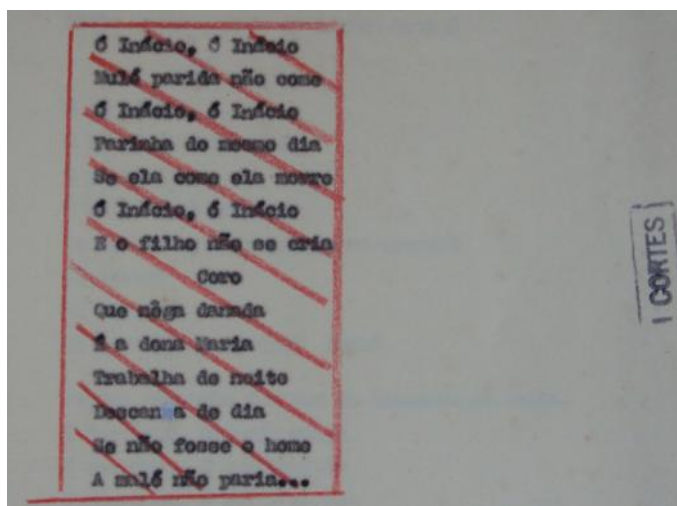 ó Inácio, ó Inácio
Mulé parida não come
ó Inácio, ó Inácio
Farinha do mesmo dia
Se ela come ela morre
ó Inácio, ó Inácio
E o filho não se cria
Coro
Que nêga danada
É a dona Maria
Trabalha de noite
Descan a de dia
Se não fosse o home
A mulé não paria...
CORTES